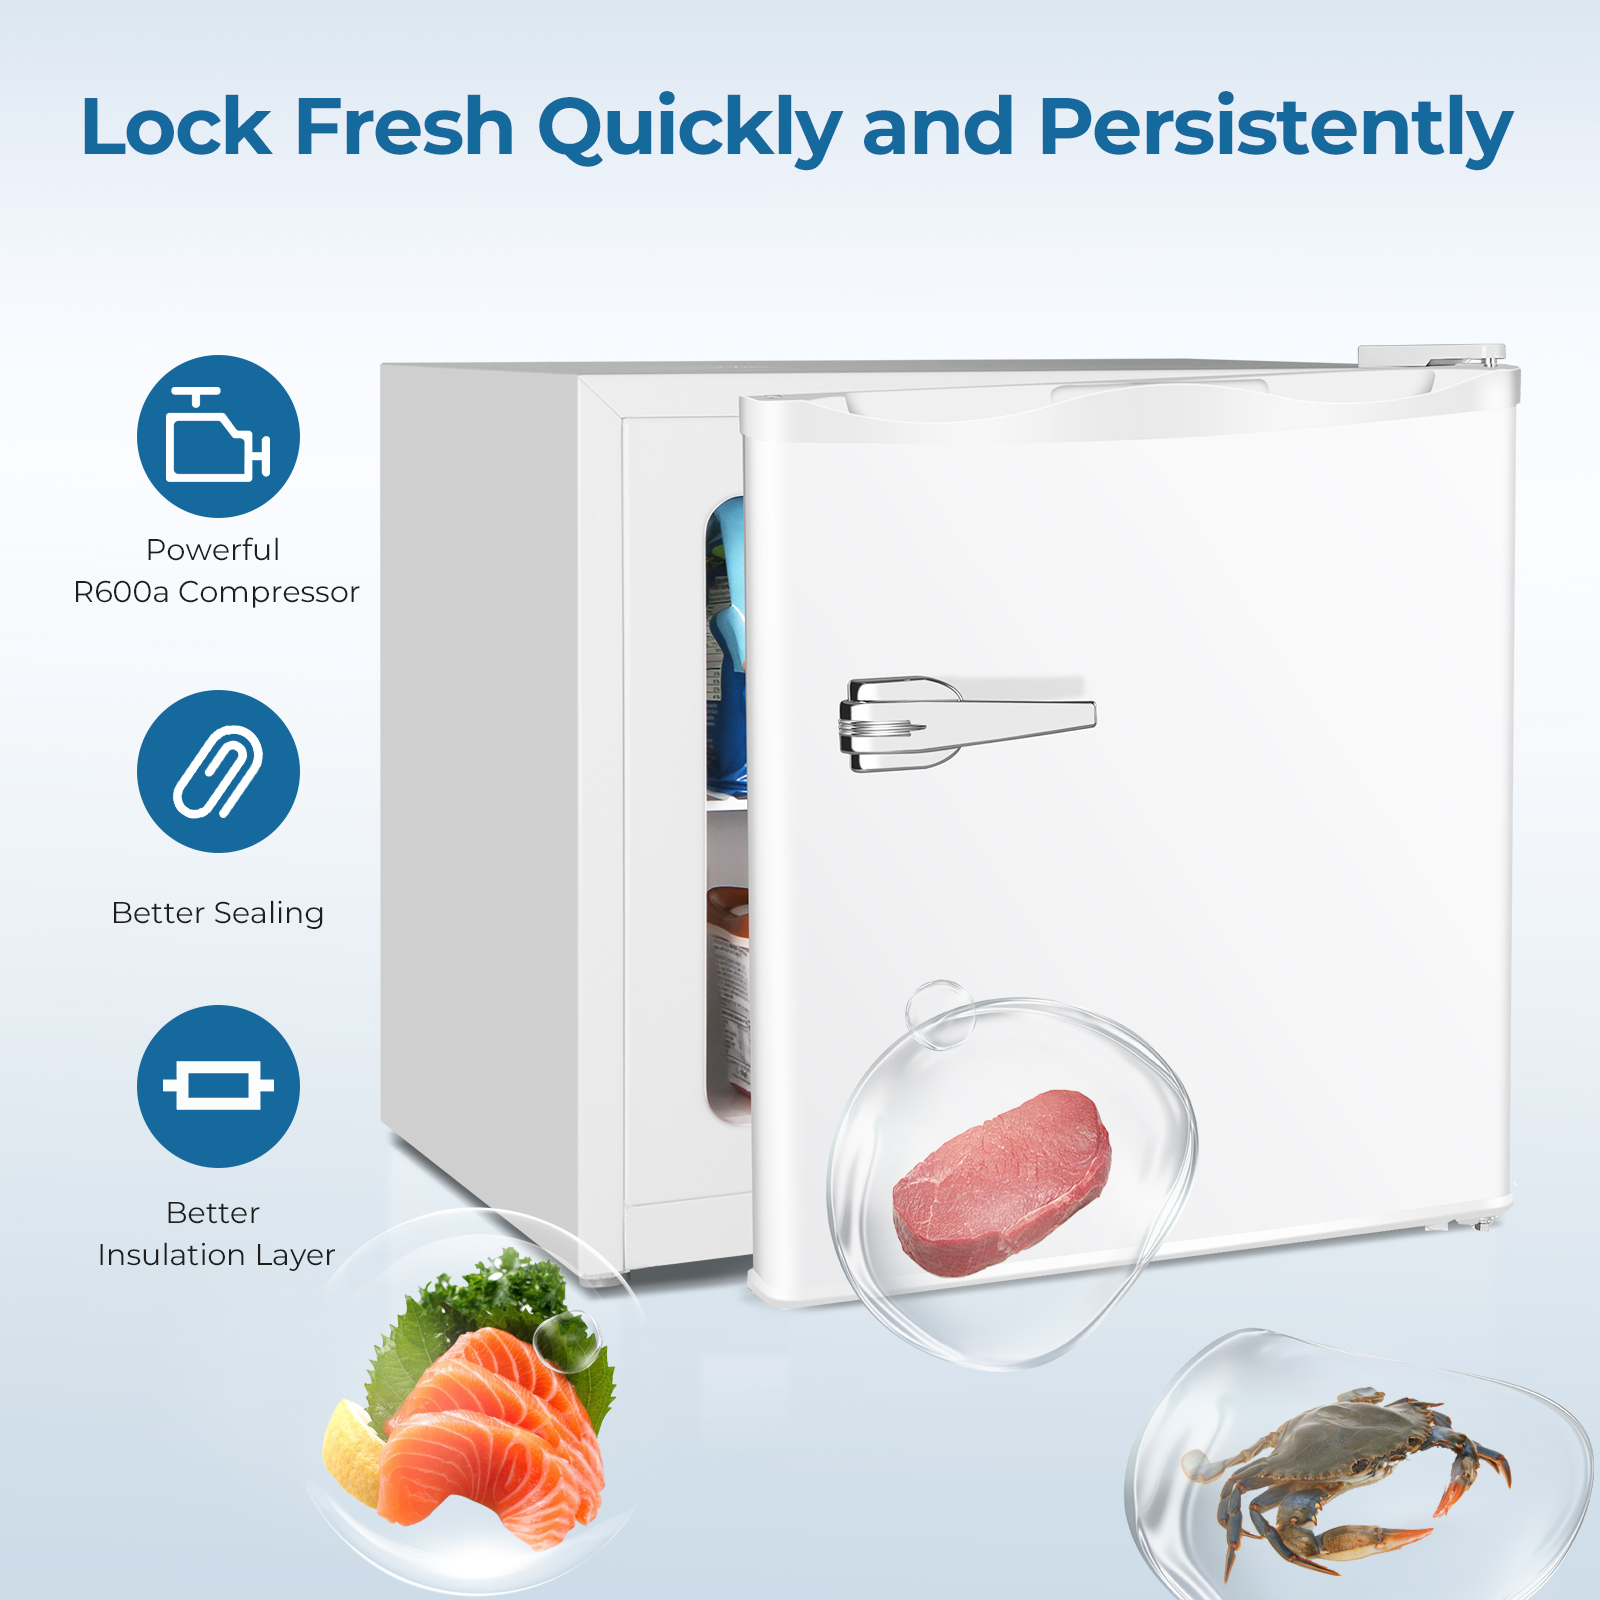 Lock Fresh Quickly and Persistently
Powerful
R600a Compressor
Better Sealing
Better
Insulation Layer